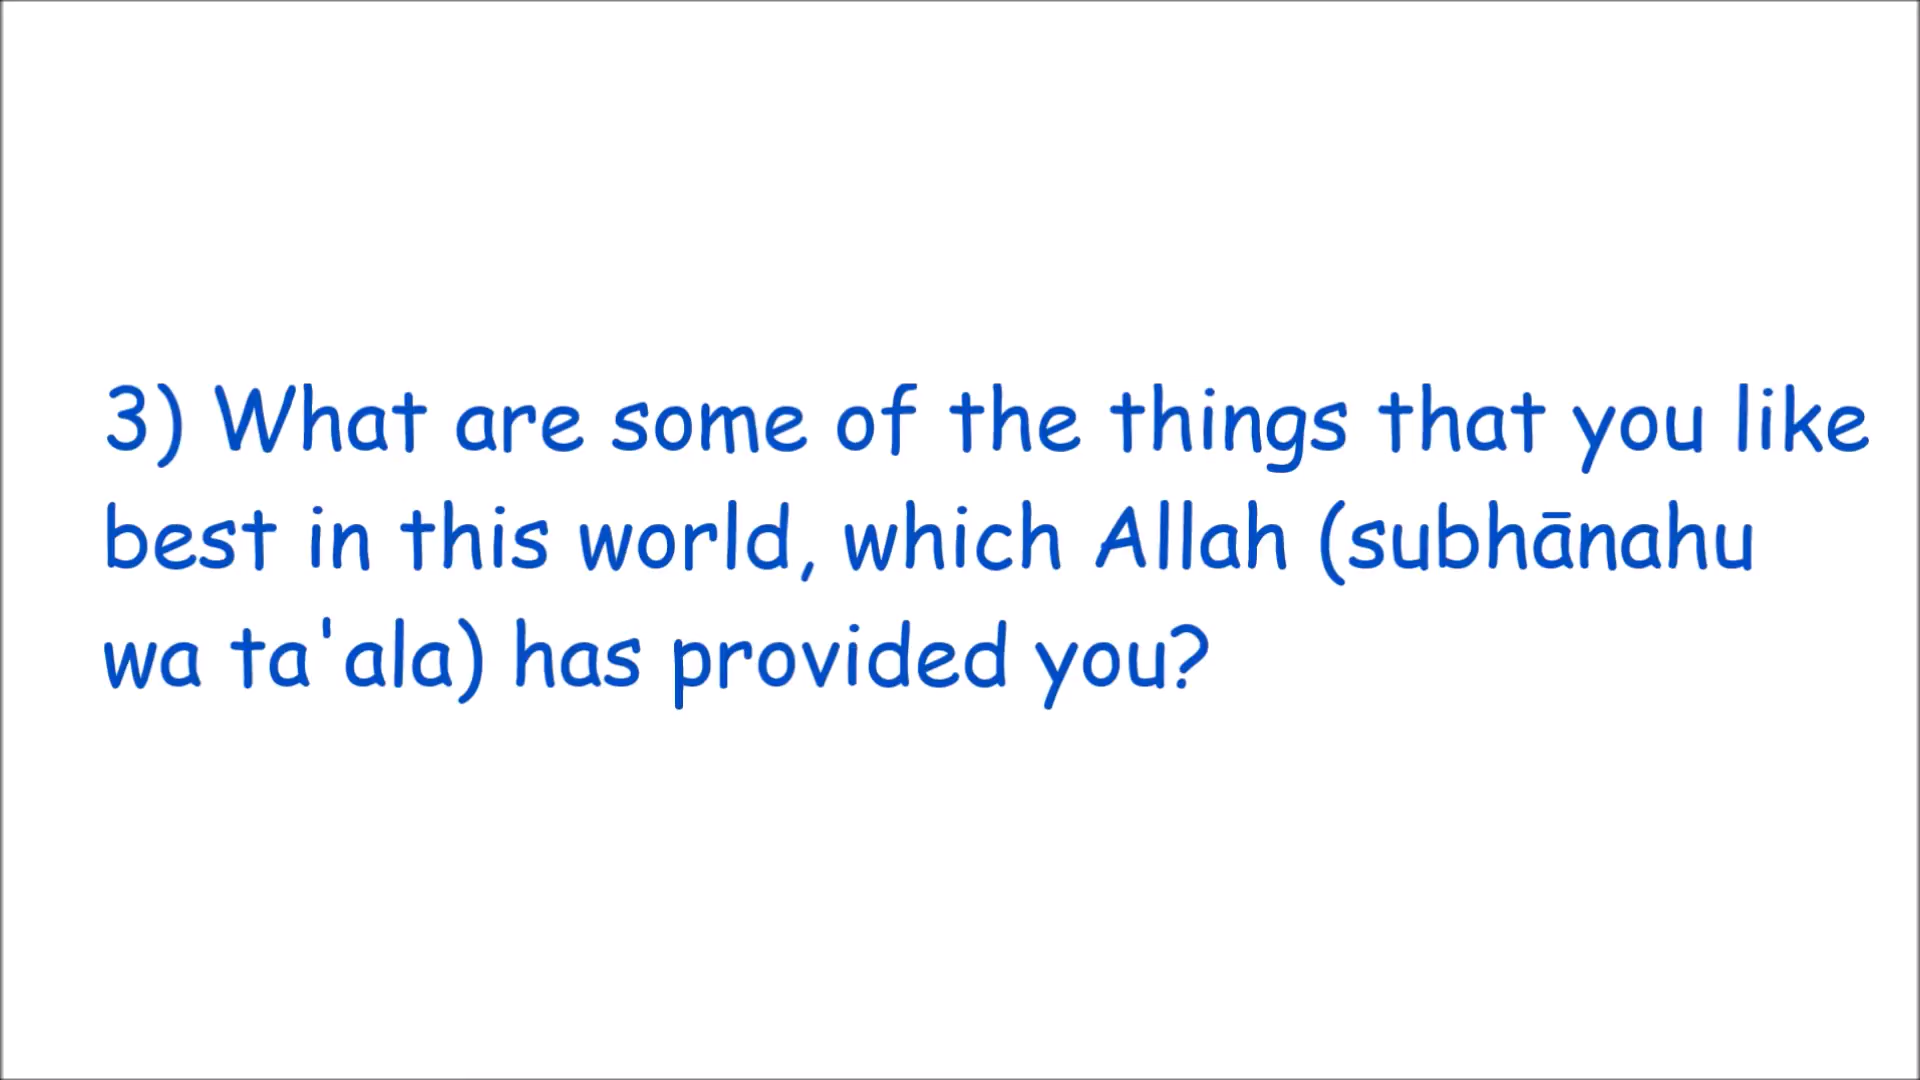 3) What are some of the things that you like
best in this world, which Allah (subhānahu
wa ta'ala) has provided you?